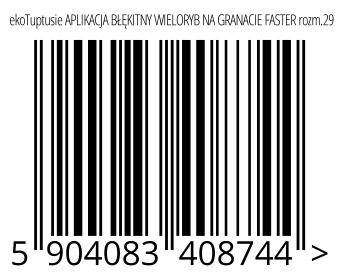 ekoTuptusie APLIKACJA BŁĘKITNY WIELORYB NA GRANACIE FASTER rozm.29
5 904083 408744 >